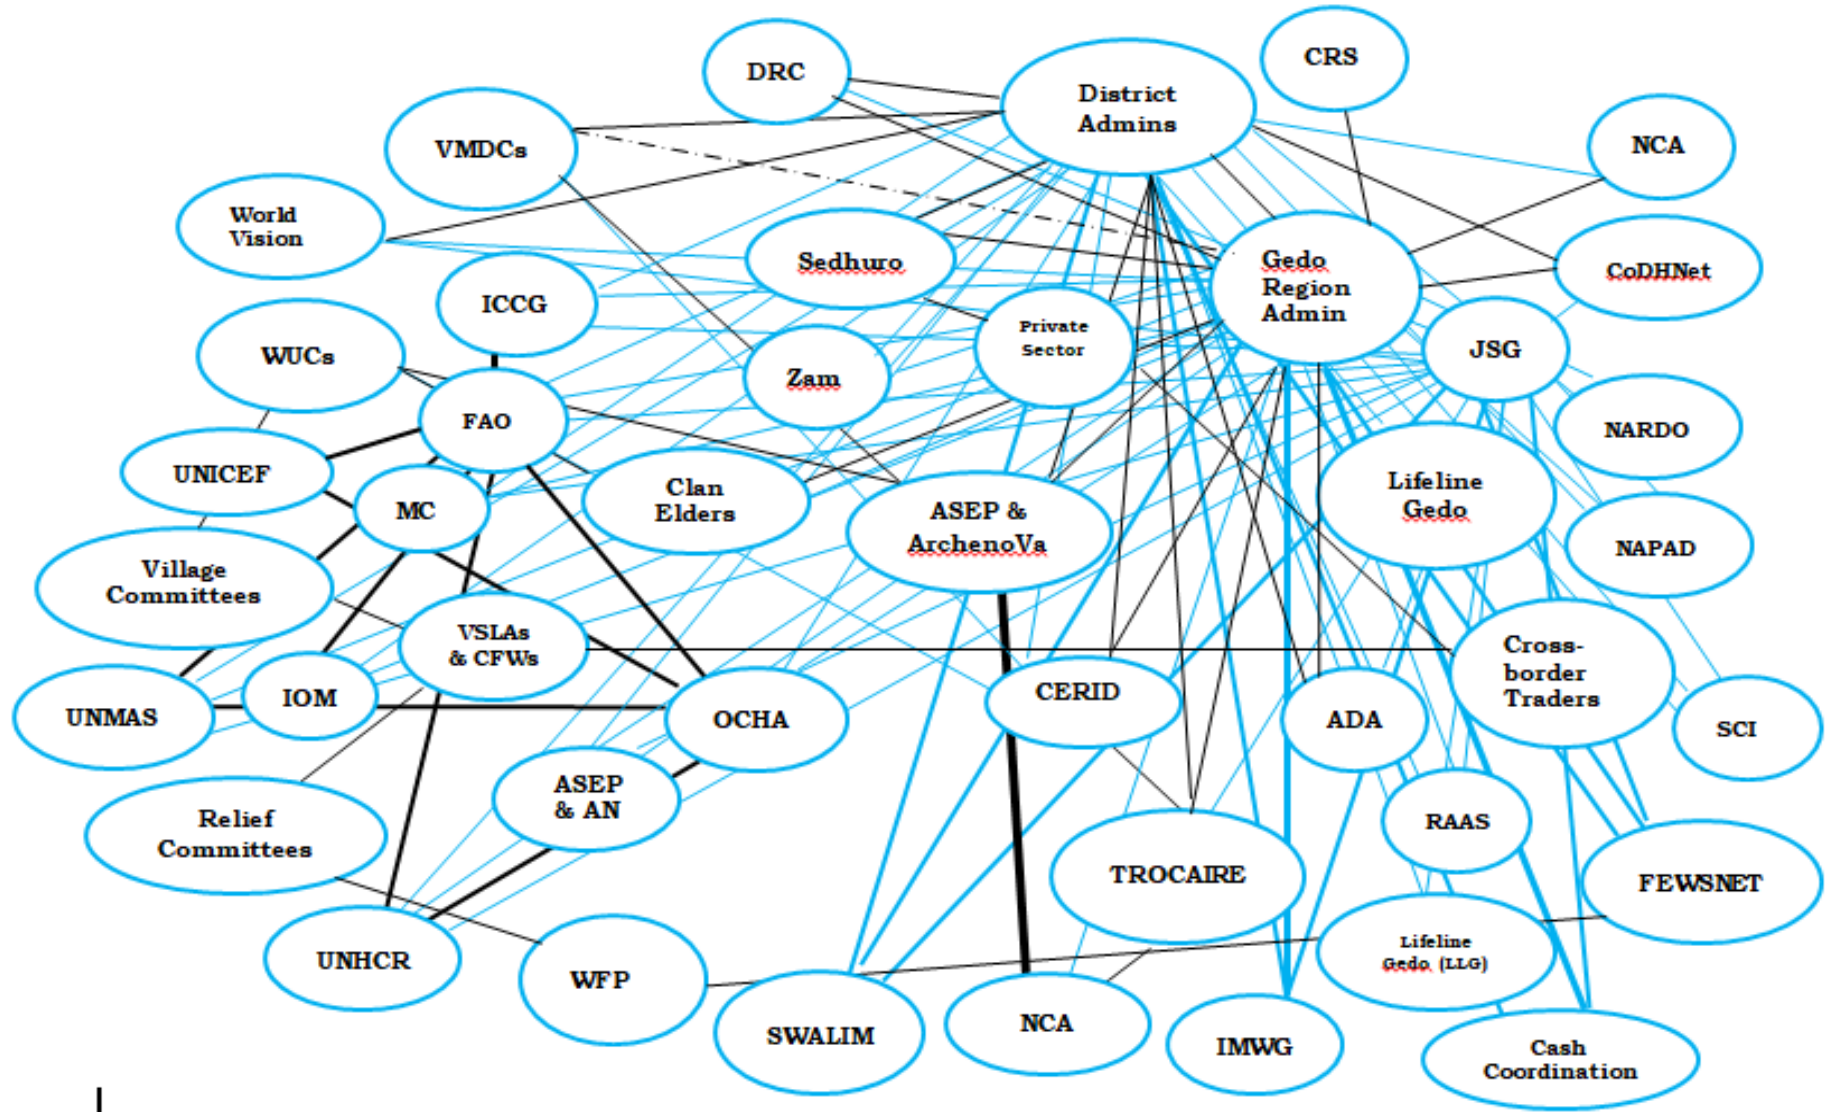 CRS
DRC
District
Admins
NCA
VMDCs
World
Vision
Sedhuro
Gedo
Region
Admin
CoDHNet
ICCG
Private
Sector
WUCs
JSG
Zam
FAO
NARDO
UNICEF
MC
Clan
Elders
ASEP &
ArchenoVa
Lifeline
Gedo
NAPAD
Village
Committees
VSLAs
& CFWs
Cross-
border
Traders
UNMAS
IOM
OCHA
CERID
ADA
SCI
ASEP
& AN
Relief
Committees
RAAS
TROCAIRE
FEWSNET
UNHCR
WFP
Lifeline
Gedo (LLG)
SWALIM
NCA
IMWG
Cash
Coordination